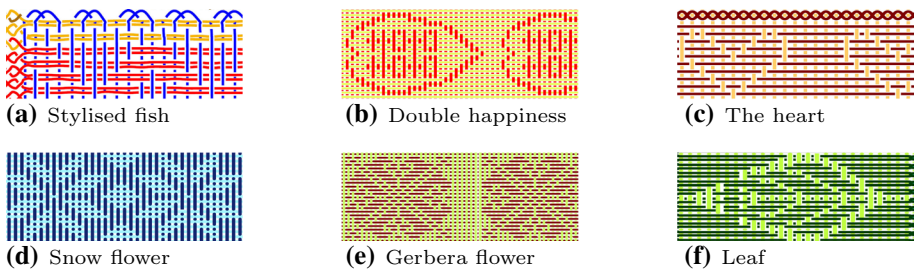 (a) Stylised fish
(b) Double happiness
(c) The heart
(d) Snow flower
(e) Gerbera flower
(f) Leaf